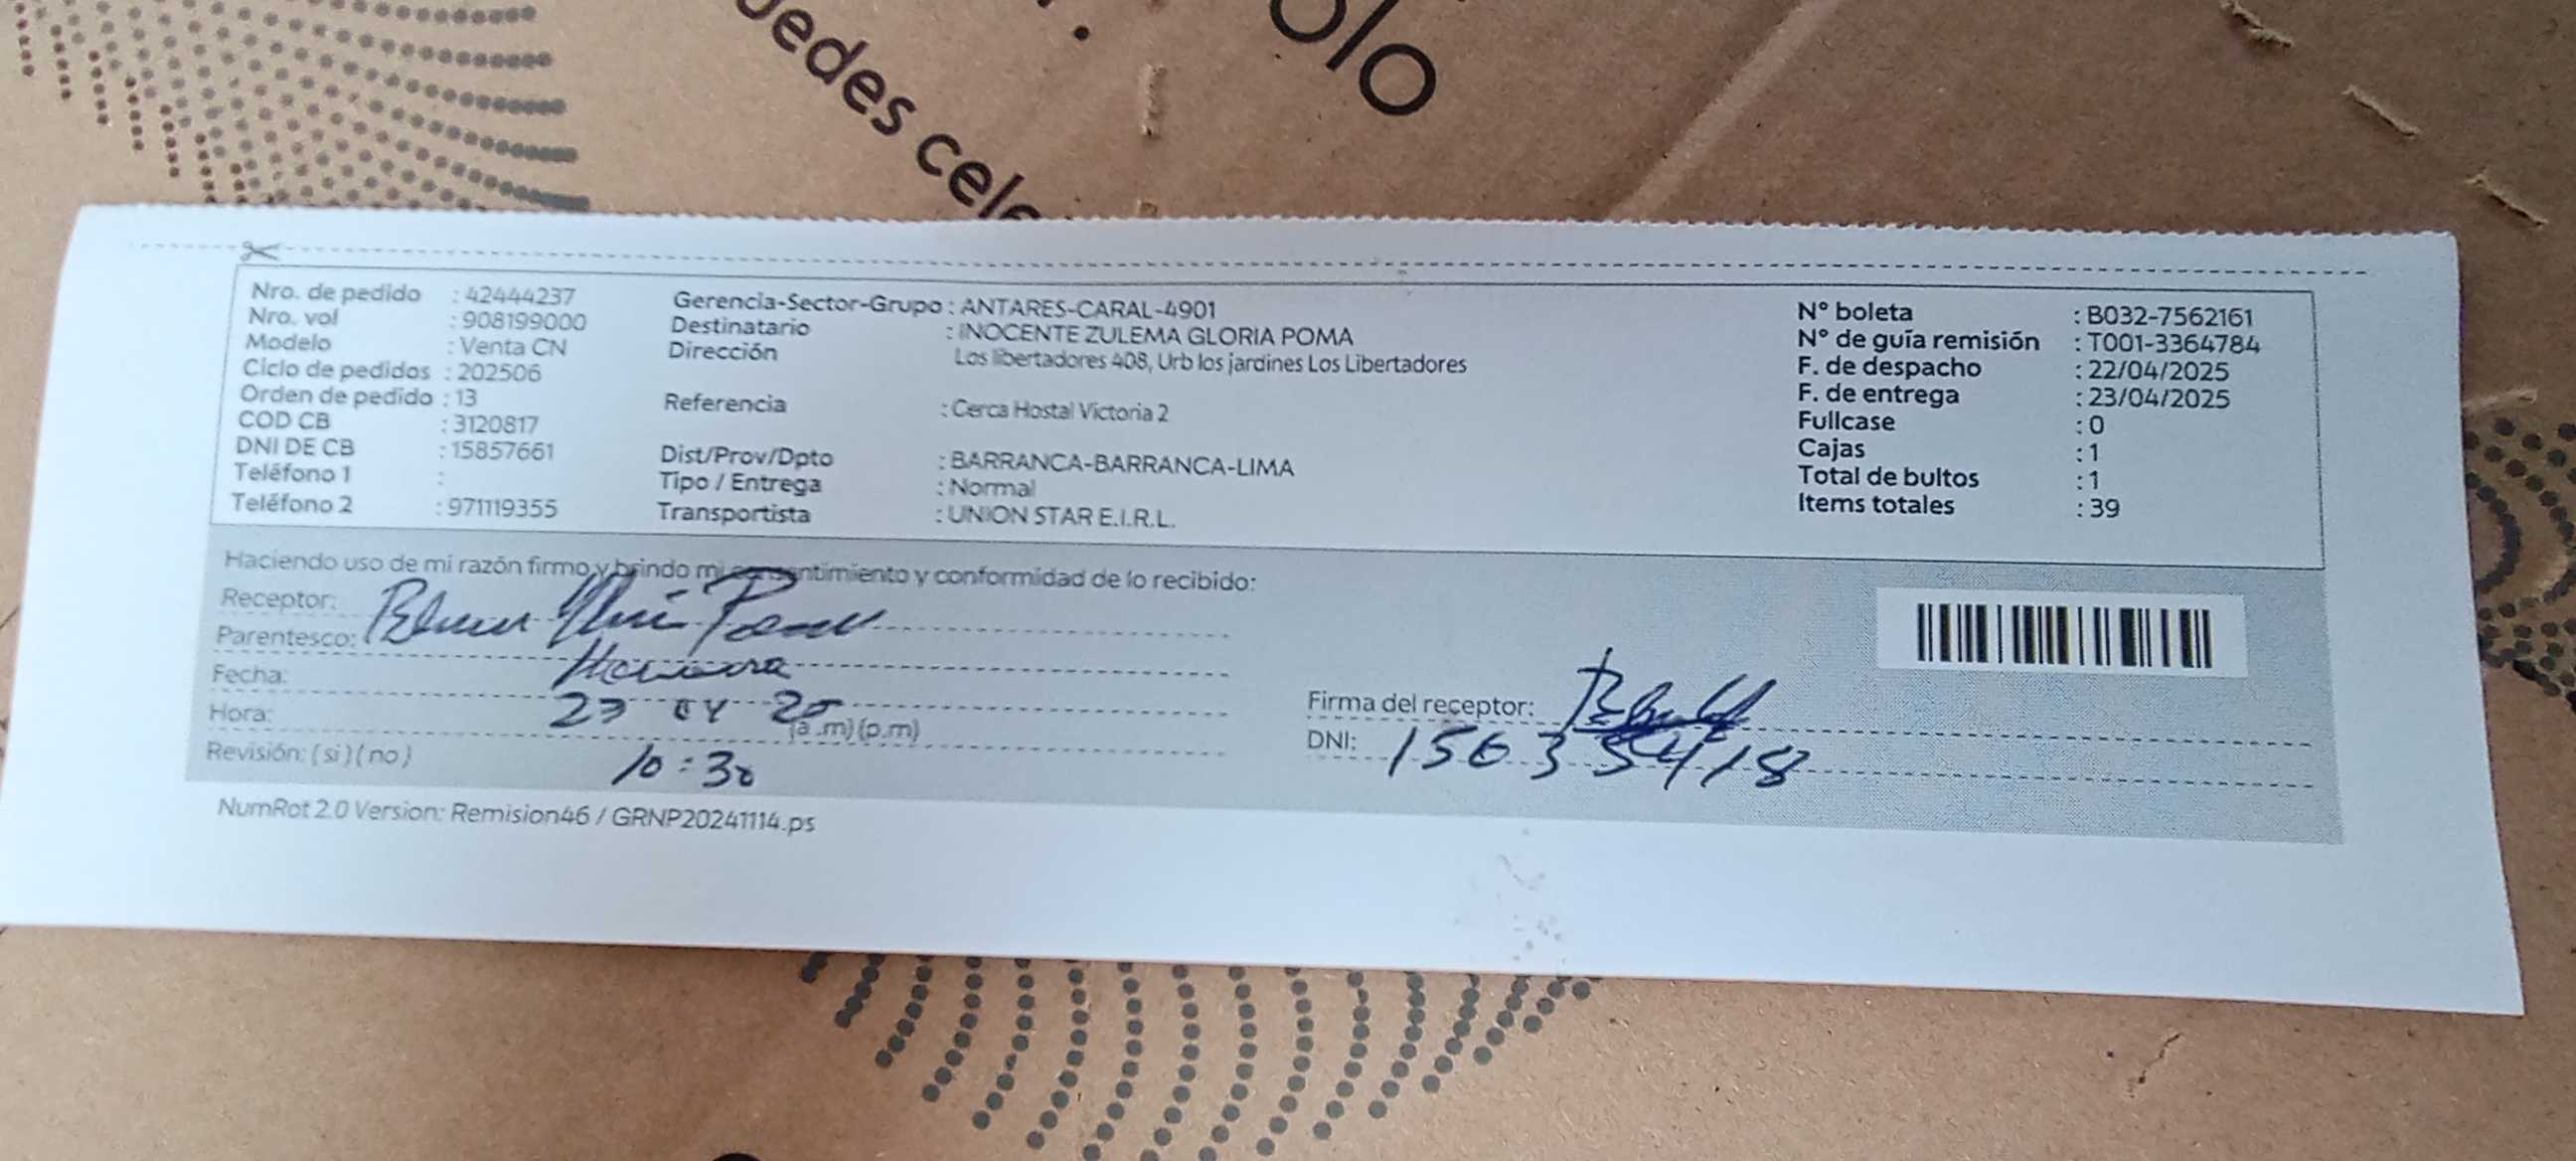 olo
uedes cele
Nro. de pedido : 42444237
Nro. vol : 908199000
Modelo : Venta CN
Ciclo de pedidos : 202506
Orden de pedido : 13
COD CB : 3120817
DNI DE CB : 15857661
Teléfono 1 :
Teléfono 2 : 971119355
Gerencia-Sector-Grupo : ANTARES-CARAL-4901
Destinatario : INOCENTE ZULEMA GLORIA POMA
Dirección Los libertadores 408, Urb los jardines Los Libertadores
Referencia : Cerca Hostal Victoria 2
Dist/Prov/Dpto : BARRANCA-BARRANCA-LIMA
Tipo / Entrega : Normal
Transportista : UNION STAR E.I.R.L.
N° boleta : B032-7562161
N° de guía remisión : T001-3364784
F. de despacho : 22/04/2025
F. de entrega : 23/04/2025
Fullcase : 0
Cajas : 1
Total de bultos : 1
Items totales : 39
Haciendo uso de mi razón firmo y brindo mi consentimiento y conformidad de lo recibido:
Receptor:
Parentesco:
Fecha: 23 04 25
Hora: (a.m)(p.m)
Revisión: (si)(no) 10:30
Firma del receptor:
DNI:
NumRot 2.0 Version: Remision46 / GRNP20241114.ps